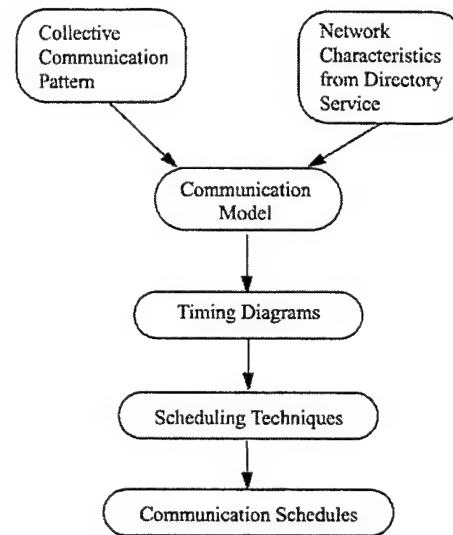 Collective
Communication
Pattern
Network
Characteristics
from Directory
Service
Communication
Model
Timing Diagrams
Scheduling Techniques
Communication Schedules